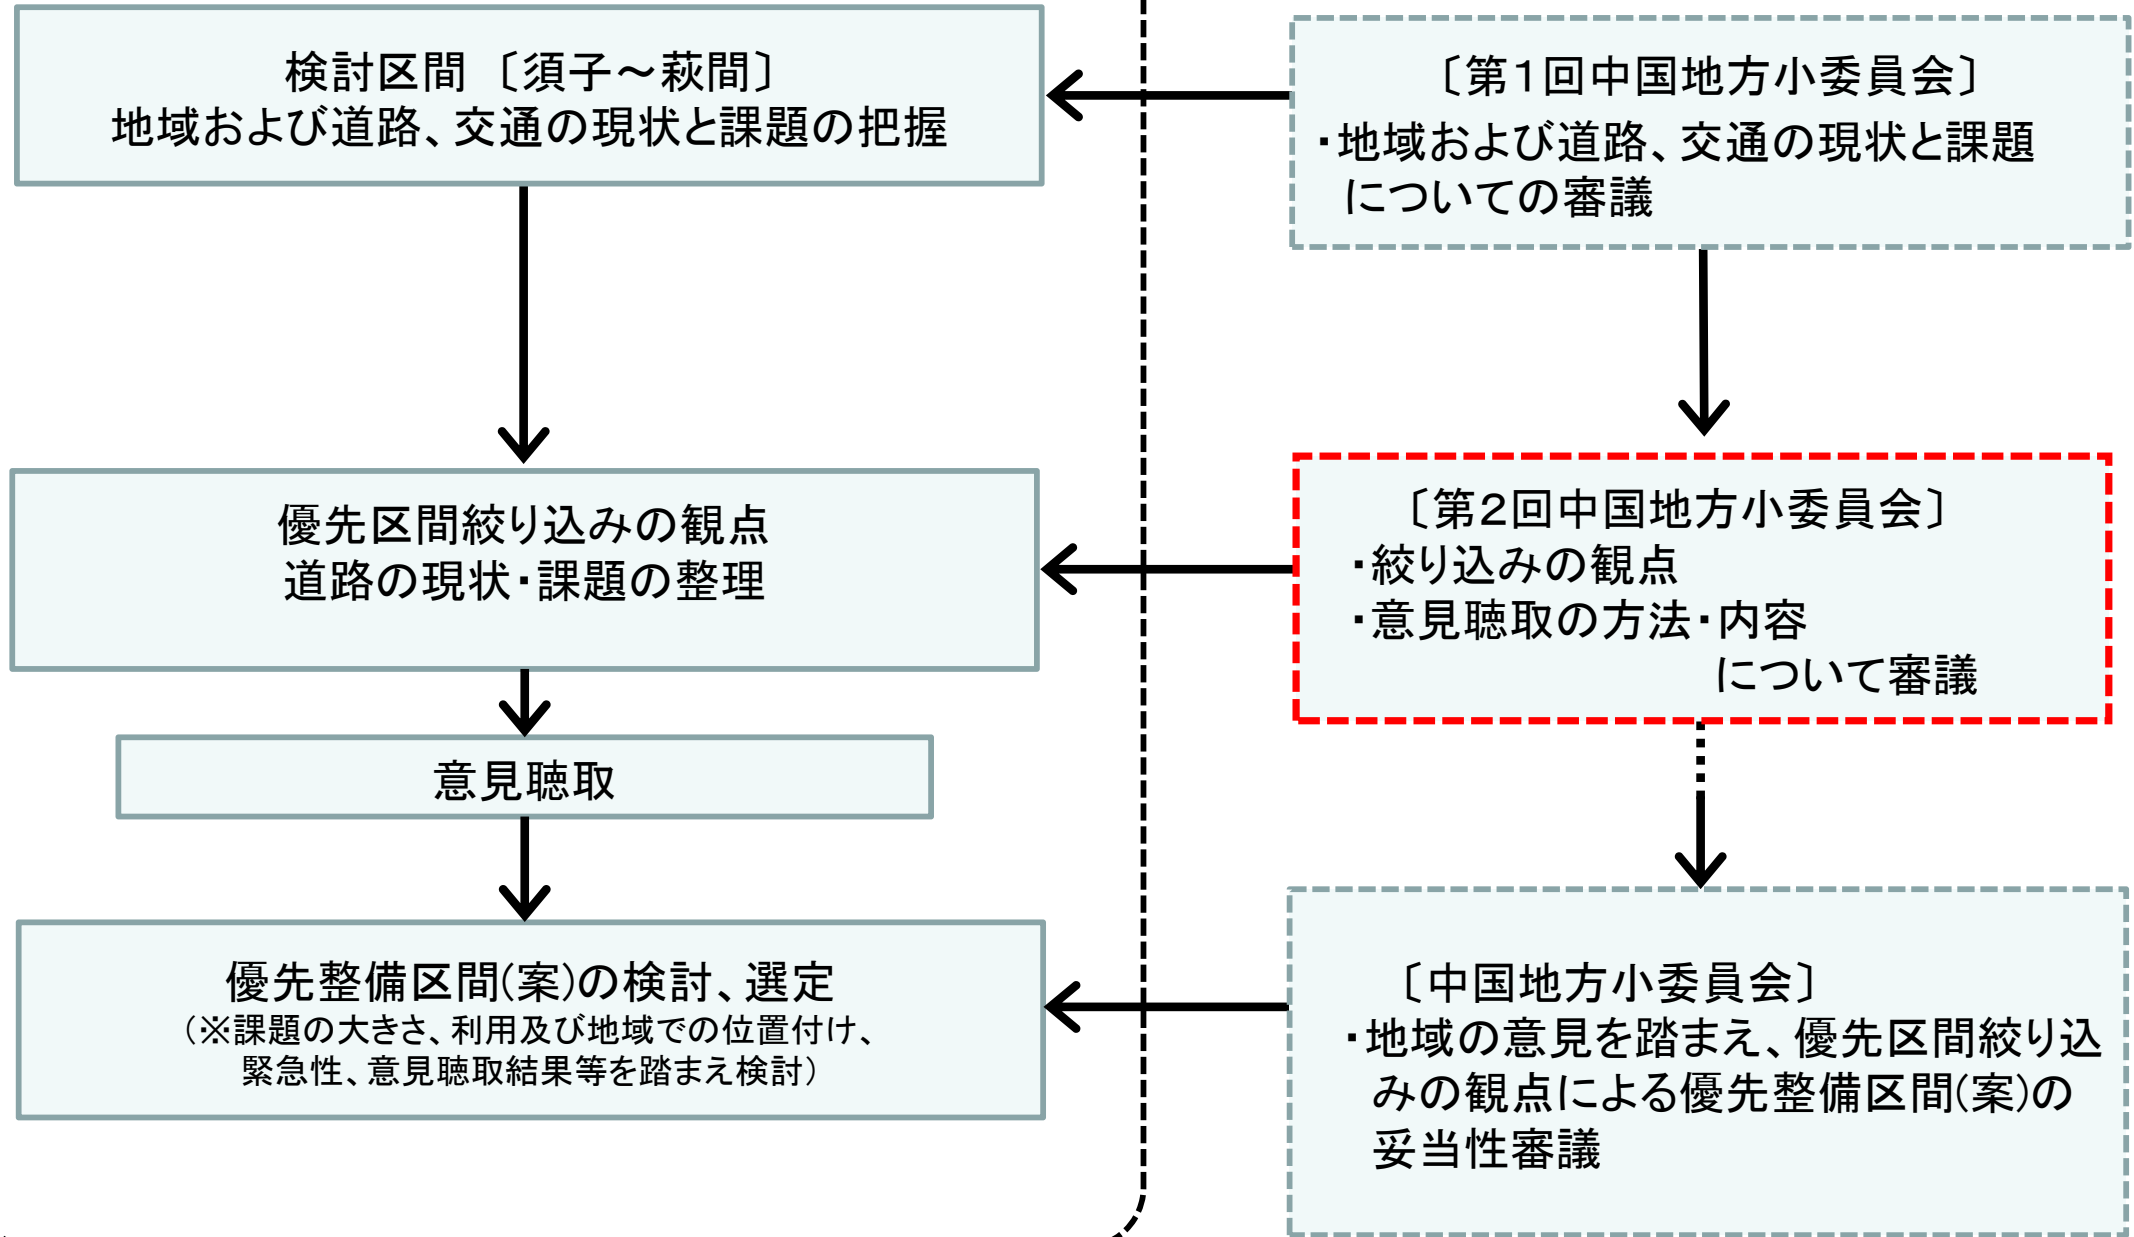 検討区間〔須子～萩間〕
地域および道路、交通の現状と課題の把握
〔第1回中国地方小委員会〕
・地域および道路、交通の現状と課題
についての審議
優先区間絞り込みの観点
道路の現状・課題の整理
〔第2回中国地方小委員会〕
・絞り込みの観点
・意見聴取の方法・内容
について審議
意見聴取
優先整備区間(案)の検討、選定
(※課題の大きさ、利用及び地域での位置付け、
緊急性、意見聴取結果等を踏まえ検討)
〔中国地方小委員会〕
・地域の意見を踏まえ、優先区間絞り込
みの観点による優先整備区間(案)の
妥当性審議